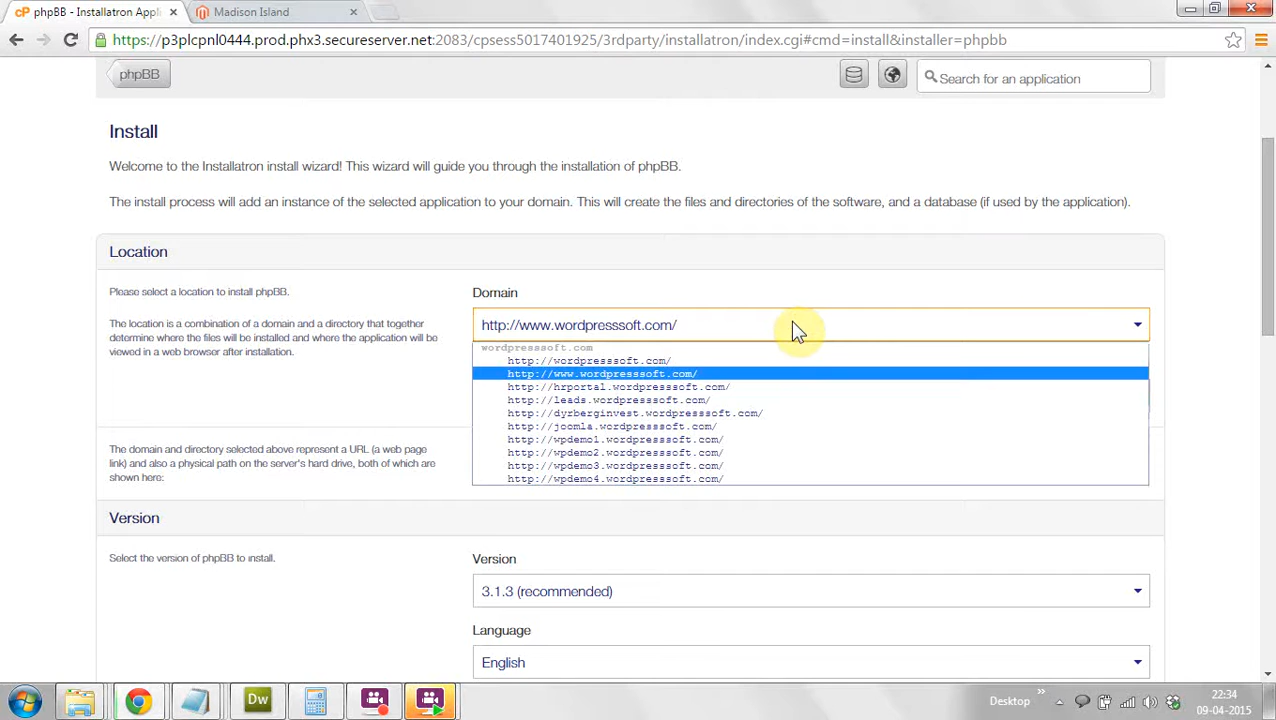 cP phpBB - Installatron Appl
Madison Island
https://p3plcpnl0444.prod.phx3.secureserver.net:2083/cpsess5017401925/3rdparty/installatron/index.cgi#cmd=install&installer=phpbb
phpBB
Search for an application
Install
Welcome to the Installatron install wizard! This wizard will guide you through the installation of phpBB.
The install process will add an instance of the selected application to your domain. This will create the files and directories of the software, and a database (if used by the application).
Location
Please select a location to install phpBB.
The location is a combination of a domain and a directory that together
determine where the files will be installed and where the application will be
viewed in a web browser after installation.
Domain
http://www.wordpresssoft.com/
wordpresssoft.com
http://wordpresssoft.com/
http://www.wordpresssoft.com/
http://hrportal.wordpresssoft.com/
http://leads.wordpresssoft.com/
http://dyrberginvest.wordpresssoft.com/
http://joomla.wordpresssoft.com/
http://wpdemo1.wordpresssoft.com/
http://wpdemo2.wordpresssoft.com/
http://wpdemo3.wordpresssoft.com/
http://wpdemo4.wordpresssoft.com/
The domain and directory selected above represent a URL (a web page
link) and also a physical path on the server's hard drive, both of which are
shown here:
Version
Select the version of phpBB to install.
Version
3.1.3 (recommended)
Language
English
Dw
Desktop
22:34
09-04-2015